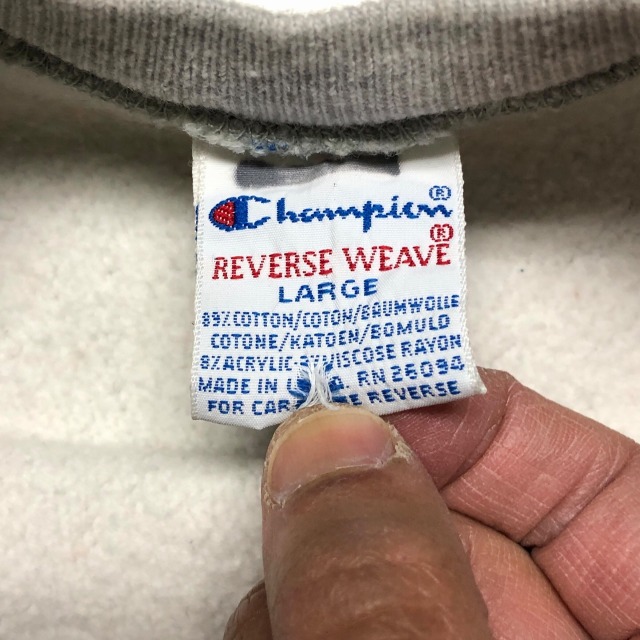 Champion®
REVERSE WEAVE®
LARGE
89% COTTON/COTON/BAUMWOLLE
COTONE/KATOEN/BOMULD
8% ACRYLIC 3% VISCOSE RAYON
MADE IN RN 26094
FOR REVERSE